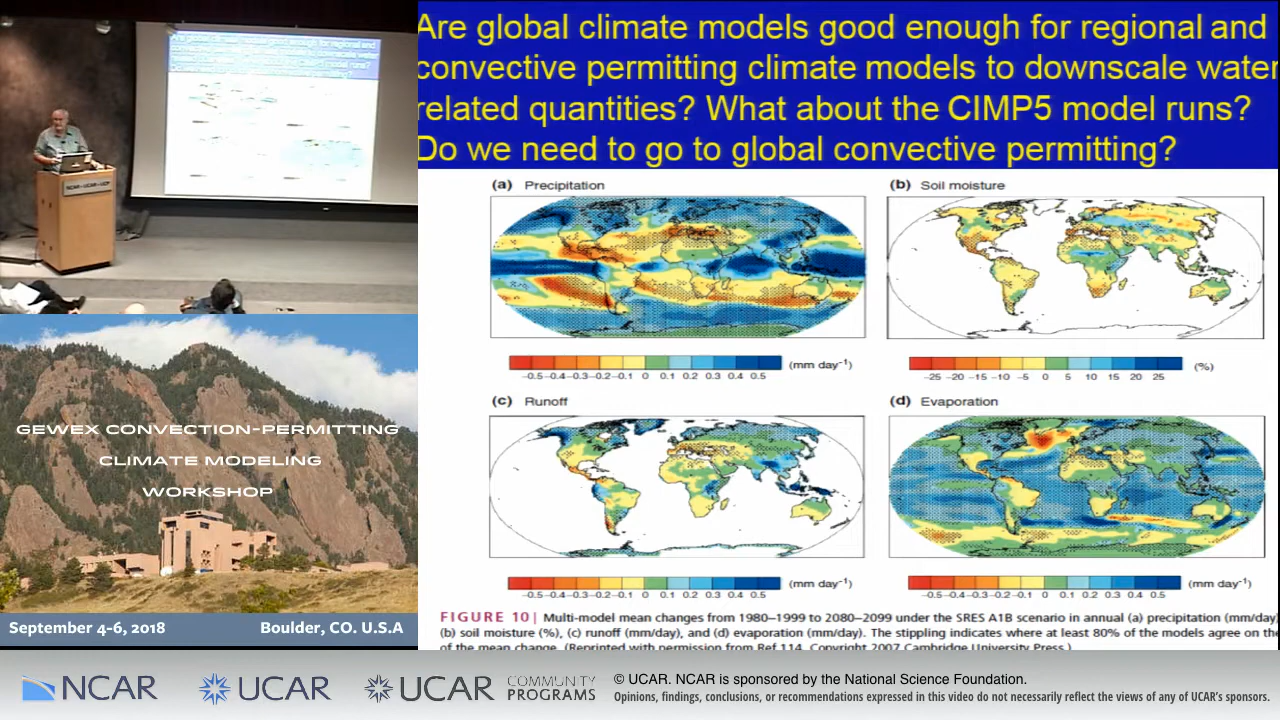 Are global climate models good enough for regional and
convective permitting climate models to downscale water
related quantities? What about the CIMP5 model runs?
Do we need to go to global convective permitting?
(a) Precipitation
(b) Soil moisture
-0.5 -0.4 -0.3 -0.2 -0.1 0 0.1 0.2 0.3 0.4 0.5 (mm day-1)
-25 -20 -15 -10 -5 0 5 10 15 20 25 (%)
(c) Runoff
(d) Evaporation
-0.5 -0.4 -0.3 -0.2 -0.1 0 0.1 0.2 0.3 0.4 0.5 (mm day-1)
-0.5 -0.4 -0.3 -0.2 -0.1 0 0.1 0.2 0.3 0.4 0.5 (mm day-1)
FIGURE 10 | Multi-model mean changes from 1980–1999 to 2080–2099 under the SRES A1B scenario in annual (a) precipitation (mm/day)
(b) soil moisture (%), (c) runoff (mm/day), and (d) evaporation (mm/day). The stippling indicates where at least 80% of the models agree on the
of the mean change. (Reprinted with permission from Ref 114. Copyright 2007 Cambridge University Press.)
NCAR-UCAR-UCP
GEWEX CONVECTION-PERMITTING
CLIMATE MODELING
WORKSHOP
September 4-6, 2018 Boulder, CO. U.S.A
NCAR UCAR UCAR COMMUNITY PROGRAMS
© UCAR. NCAR is sponsored by the National Science Foundation.
Opinions, findings, conclusions, or recommendations expressed in this video do not necessarily reflect the views of any of UCAR's sponsors.